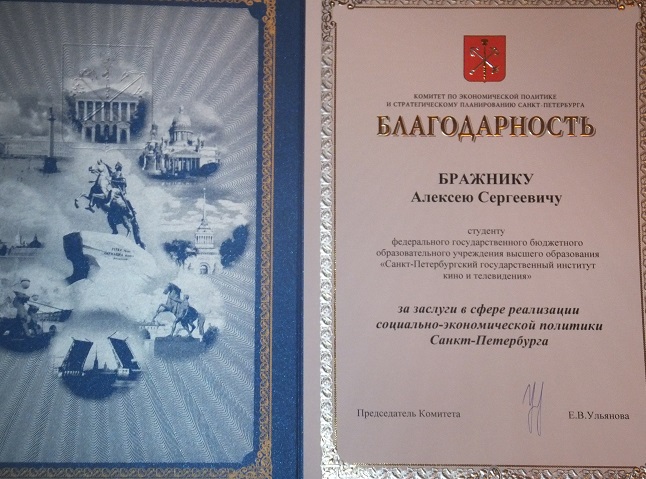 КОМИТЕТ ПО ЭКОНОМИЧЕСКОЙ ПОЛИТИКЕ
И СТРАТЕГИЧЕСКОМУ ПЛАНИРОВАНИЮ САНКТ-ПЕТЕРБУРГА
БЛАГОДАРНОСТЬ
БРАЖНИКУ
Алексею Сергеевичу
студенту
федерального государственного бюджетного
образовательного учреждения высшего образования
«Санкт-Петербургский государственный институт
кино и телевидения»
за заслуги в сфере реализации
социально-экономической политики
Санкт-Петербурга
Председатель Комитета Е.В.Ульянова